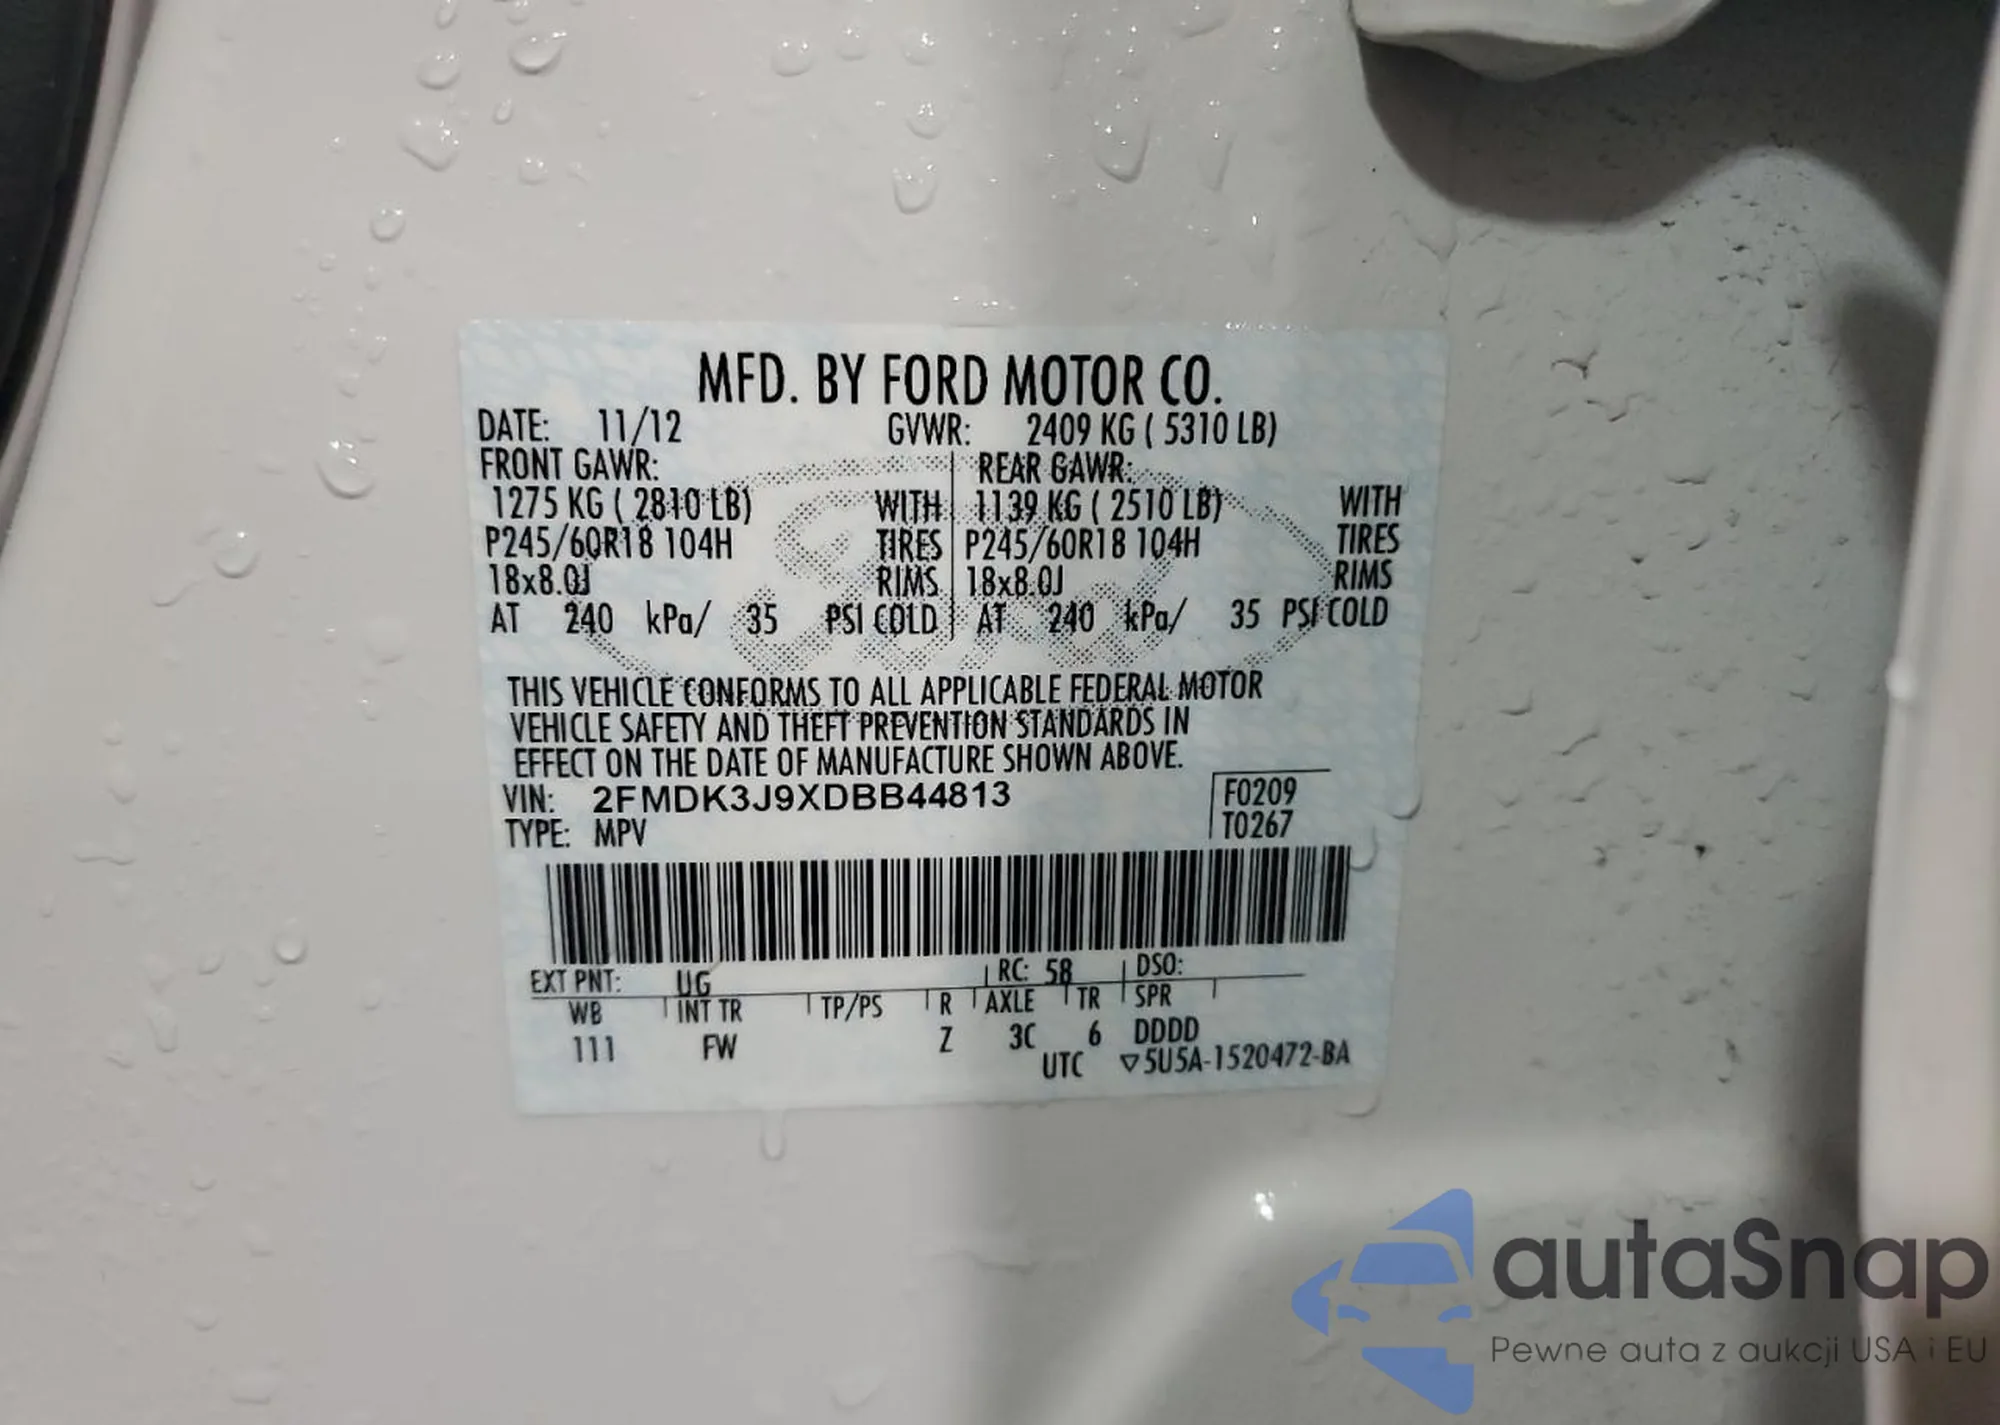 MFD. BY FORD MOTOR CO.
DATE: 11/12 GVWR: 2409 KG ( 5310 LB)
FRONT GAWR: REAR GAWR:
1275 KG ( 2810 LB) WITH 1139 KG ( 2510 LB) WITH
P245/60R18 104H TIRES P245/60R18 104H TIRES
18x8.0J RIMS 18x8.0J RIMS
AT 240 kPa/ 35 PSI COLD AT 240 kPa/ 35 PSI COLD
THIS VEHICLE CONFORMS TO ALL APPLICABLE FEDERAL MOTOR
VEHICLE SAFETY AND THEFT PREVENTION STANDARDS IN
EFFECT ON THE DATE OF MANUFACTURE SHOWN ABOVE.
VIN: 2FMDK3J9XDBB44813 F0209
TYPE: MPV T0267
EXT PNT: UG RC: 58 DSO:
WB INT TR TP/PS R AXLE TR SPR
111 FW Z 3C 6 DDDD
UTC ▽5U5A-1520472-BA
autaSnap
Pewne auta z aukcji USA i EU